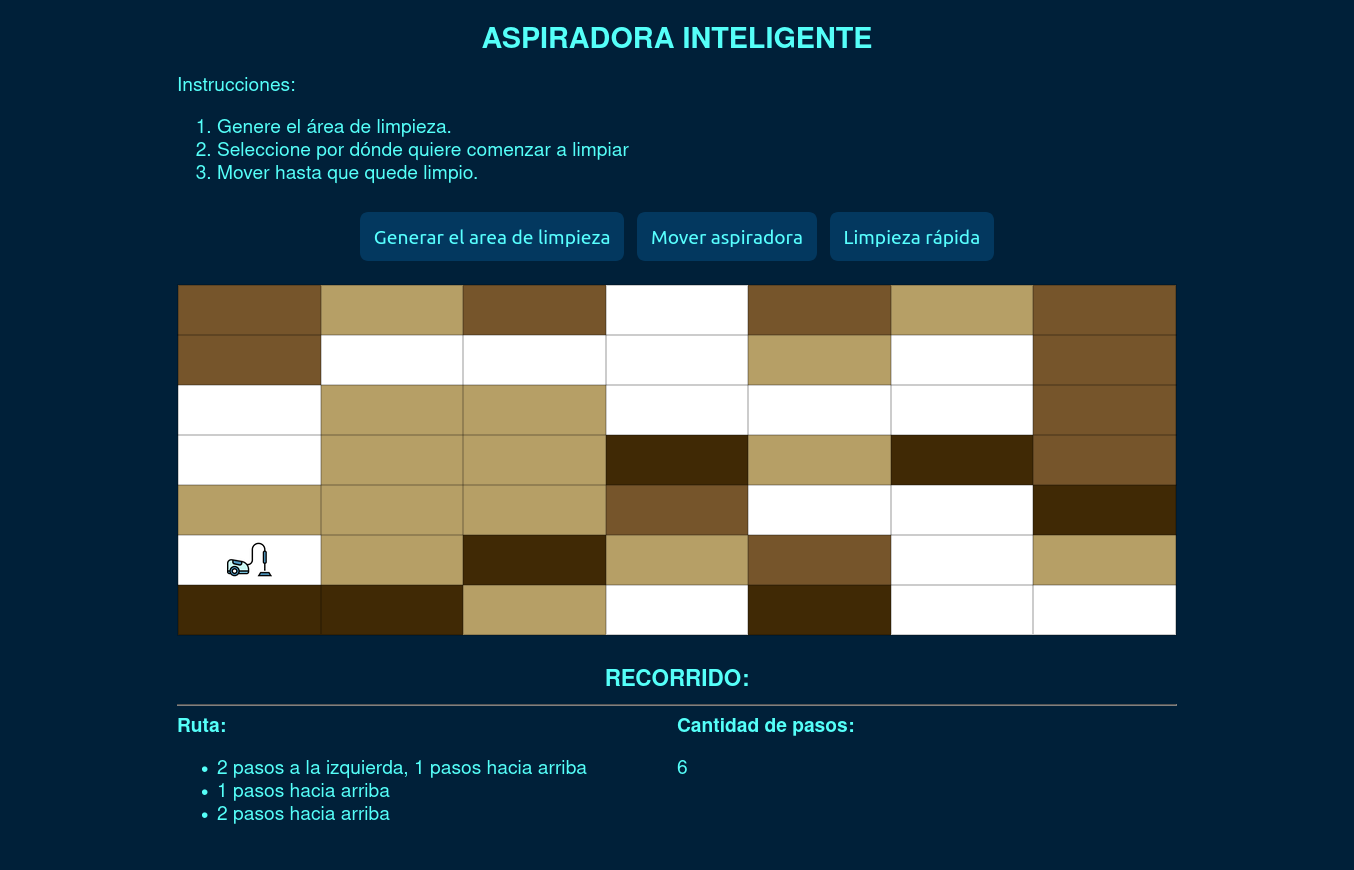 ASPIRADORA INTELIGENTE
Instrucciones:
1. Genere el área de limpieza.
2. Seleccione por dónde quiere comenzar a limpiar
3. Mover hasta que quede limpio.
Generar el area de limpieza
Mover aspiradora
Limpieza rápida
RECORRIDO:
Ruta:
• 2 pasos a la izquierda, 1 pasos hacia arriba
• 1 pasos hacia arriba
• 2 pasos hacia arriba
Cantidad de pasos:
6